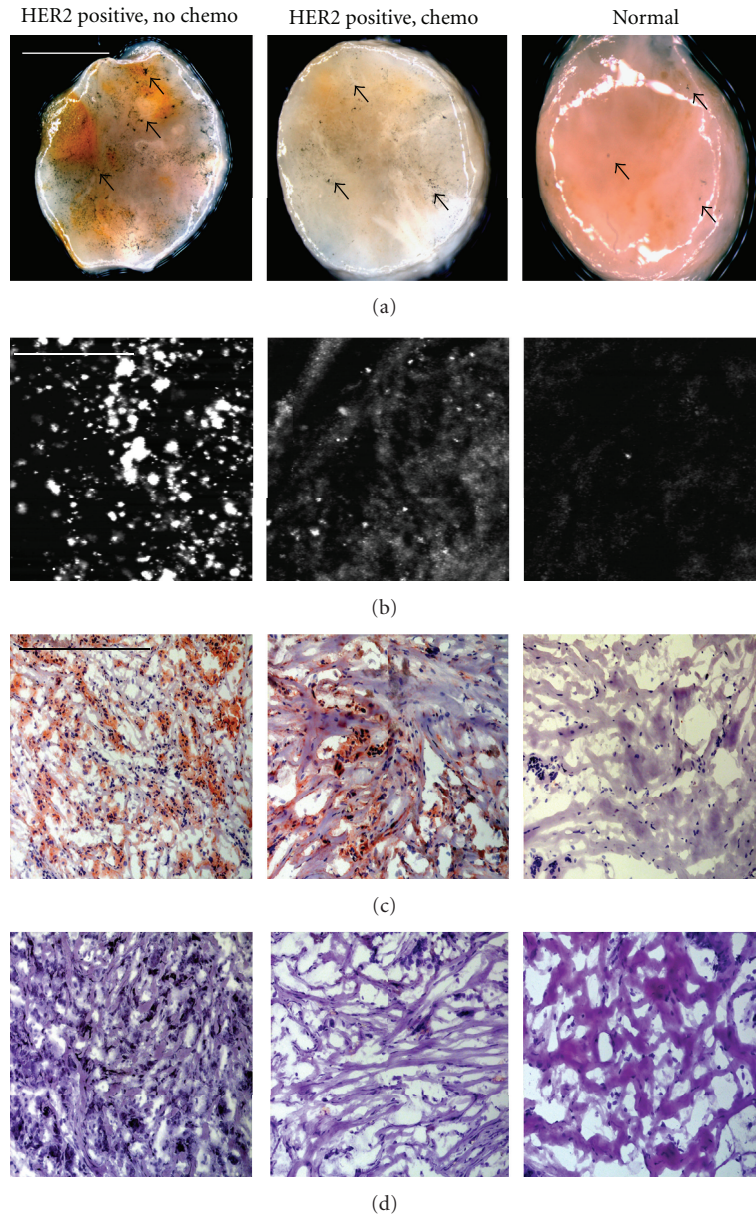 HER2 positive, no chemo
HER2 positive, chemo
Normal
(a)
(b)
(c)
(d)